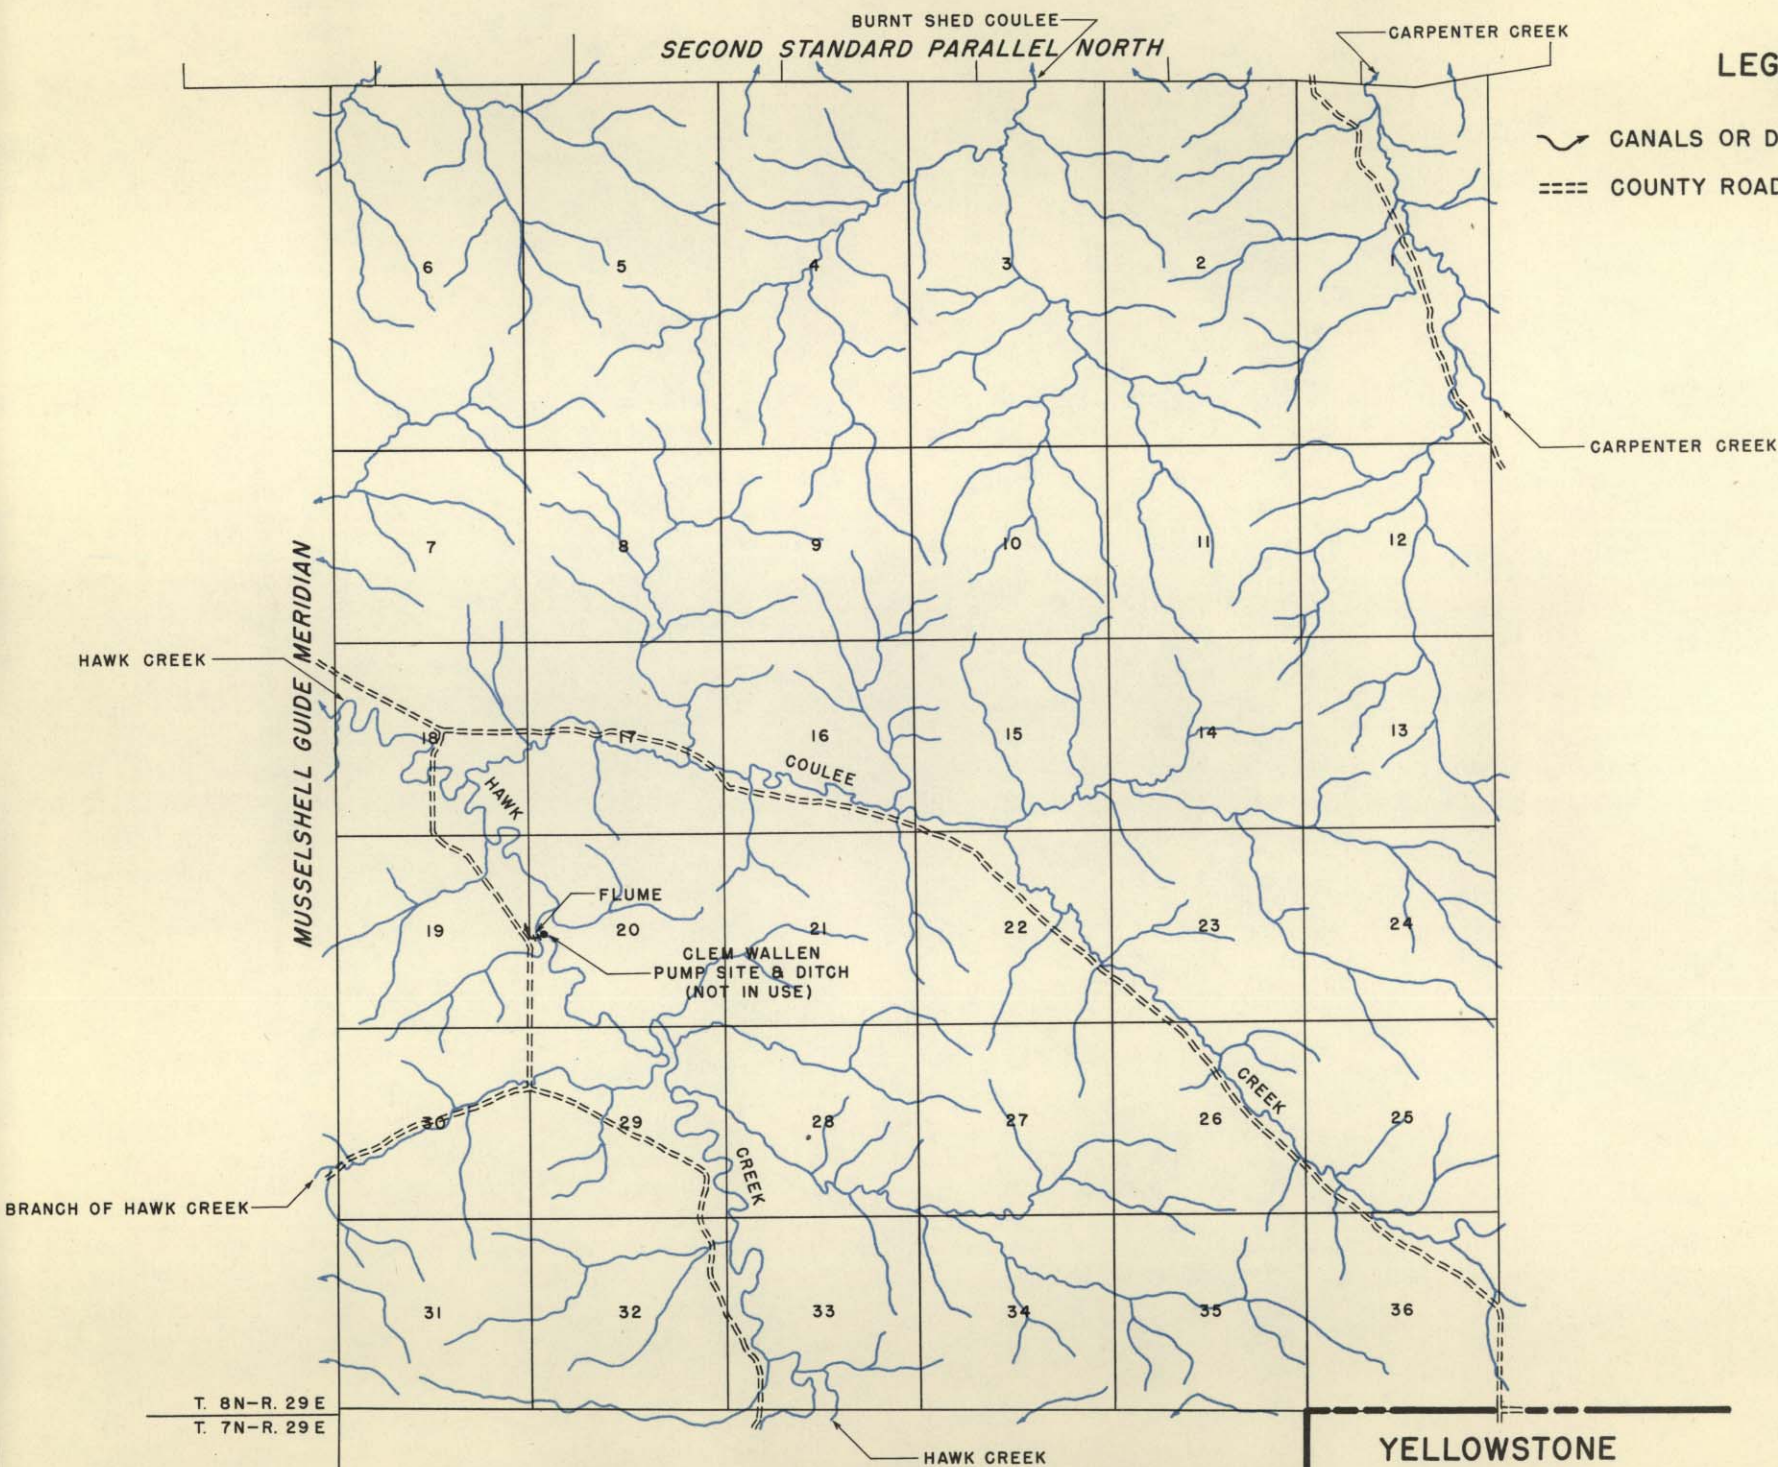 BURNT SHED COULEE
SECOND STANDARD PARALLEL NORTH
CARPENTER CREEK
LEG
CANALS OR D
COUNTY ROAD
6
5
4
3
2
1
CARPENTER CREEK
7
8
9
10
11
12
MUSSELSHELL GUIDE MERIDIAN
HAWK CREEK
18
17
16
15
14
13
COULEE
HAWK
FLUME
19
20
21
22
23
24
CLEM WALLEN
PUMP SITE & DITCH
(NOT IN USE)
CREEK
30
29
28
27
26
25
CREEK
BRANCH OF HAWK CREEK
31
32
33
34
35
36
T. 8N-R. 29E
T. 7N-R. 29E
HAWK CREEK
YELLOWSTONE